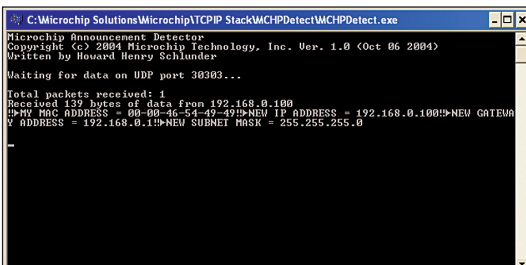 C:\Microchip Solutions\Microchip\TCPIP Stack\MCHPDetect\MCHPDetect.exe
Microchip Announcement Detector
Copyright (c) 2004 Microchip Technology, Inc. Ver. 1.0 (Oct 06 2004)
Written by Howard Henry Schlunder
Waiting for data on UDP port 30303...
Total packets received: 1
Received 139 bytes of data from 192.168.0.100
‼►MY MAC ADDRESS = 00-00-46-54-49-49‼►NEW IP ADDRESS = 192.168.0.100‼►NEW GATEWA
Y ADDRESS = 192.168.0.1‼►NEW SUBNET MASK = 255.255.255.0